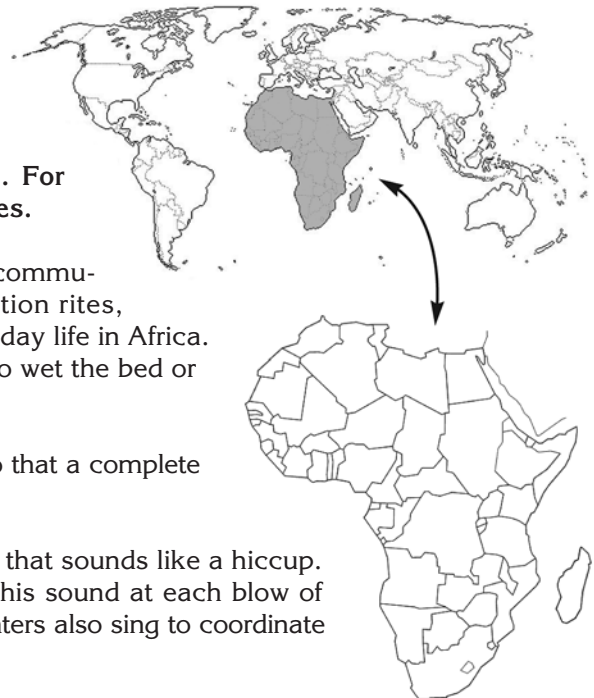 . For
es.
commu-
tion rites,
day life in Africa.
o wet the bed or
o that a complete
that sounds like a hiccup.
his sound at each blow of
nters also sing to coordinate